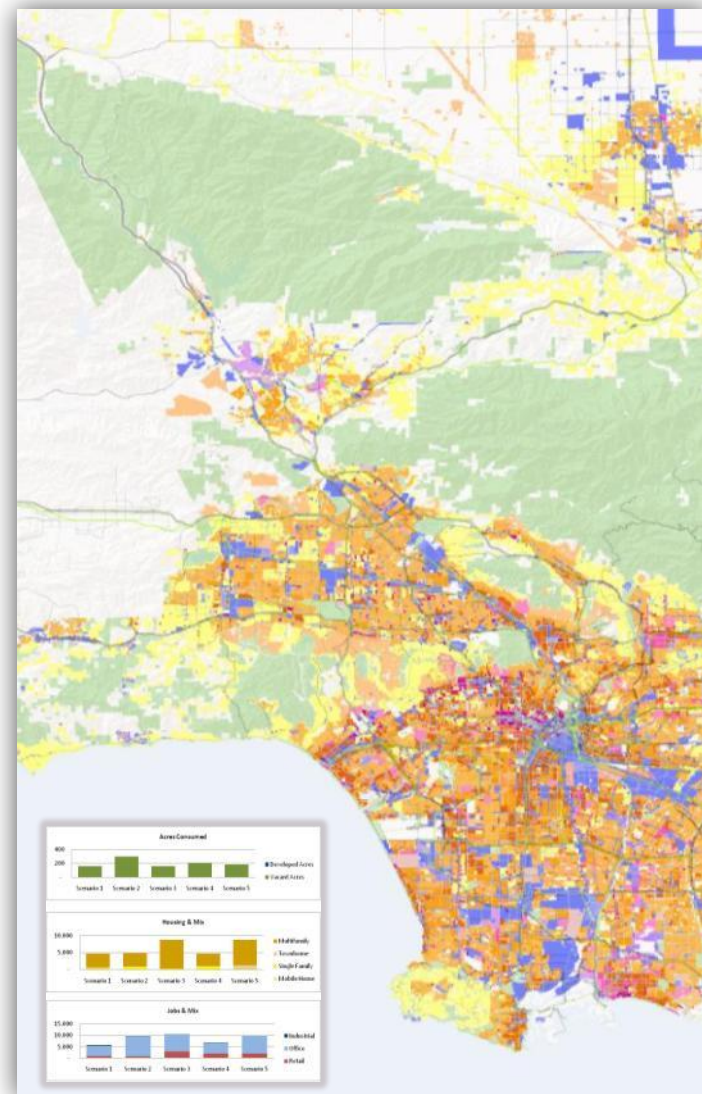 Acres Consumed
400
200
-
Developed Acres
Vacant Acres
Scenario 1 Scenario 2 Scenario 3 Scenario 4 Scenario 5
Housing & Mix
10,000
5,000
-
Multifamily
Townhome
Single Family
Mobile Home
Scenario 1 Scenario 2 Scenario 3 Scenario 4 Scenario 5
Jobs & Mix
15,000
10,000
5,000
-
Industrial
Office
Retail
Scenario 1 Scenario 2 Scenario 3 Scenario 4 Scenario 5